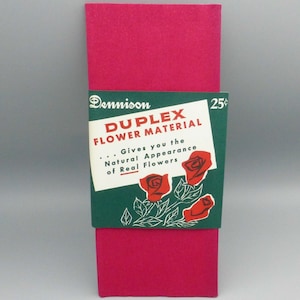 Dennison 25¢
DUPLEX
FLOWER MATERIAL
. . . Gives you the
Natural Appearance
of Real Flowers